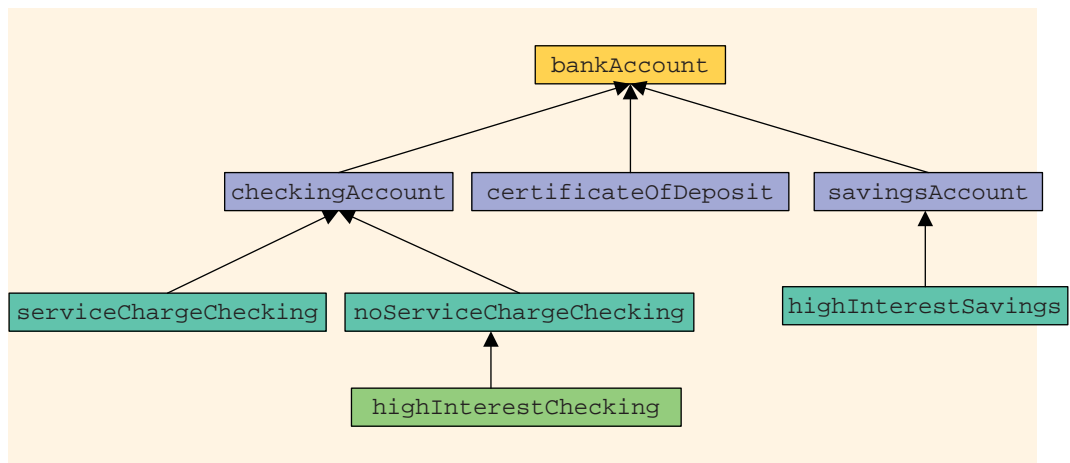 bankAccount
checkingAccount
certificateOfDeposit
savingsAccount
serviceChargeChecking
noServiceChargeChecking
highInterestSavings
highInterestChecking